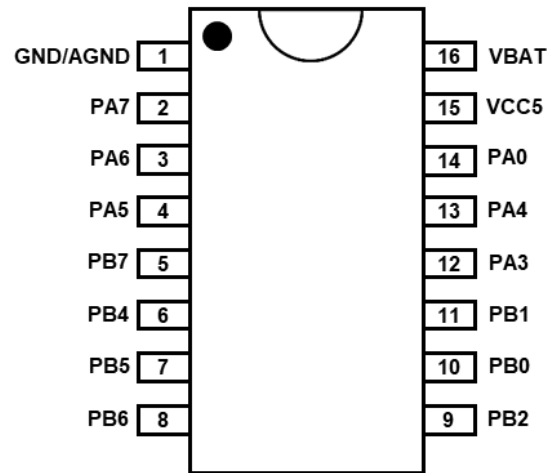 GND/AGND 1 16 VBAT
PA7 2 15 VCC5
PA6 3 14 PA0
PA5 4 13 PA4
PB7 5 12 PA3
PB4 6 11 PB1
PB5 7 10 PB0
PB6 8 9 PB2